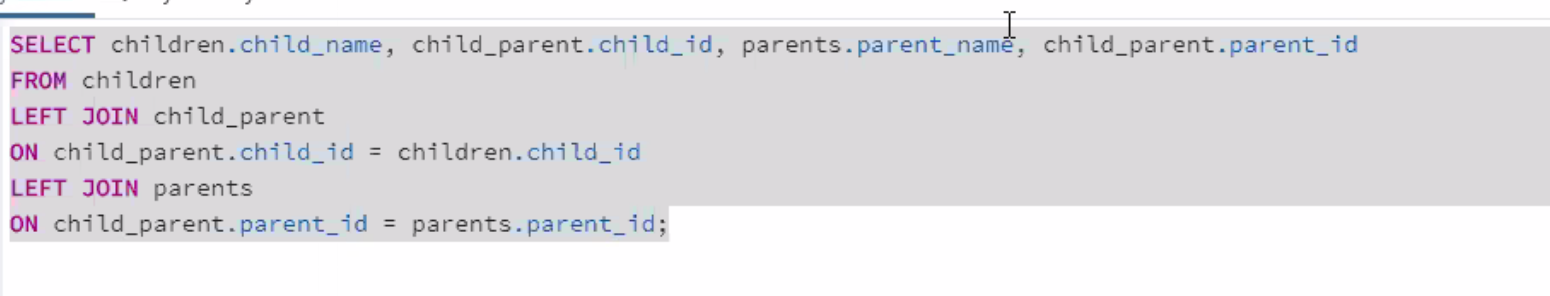 SELECT children.child_name, child_parent.child_id, parents.parent_name, child_parent.parent_id
FROM children
LEFT JOIN child_parent
ON child_parent.child_id = children.child_id
LEFT JOIN parents
ON child_parent.parent_id = parents.parent_id;